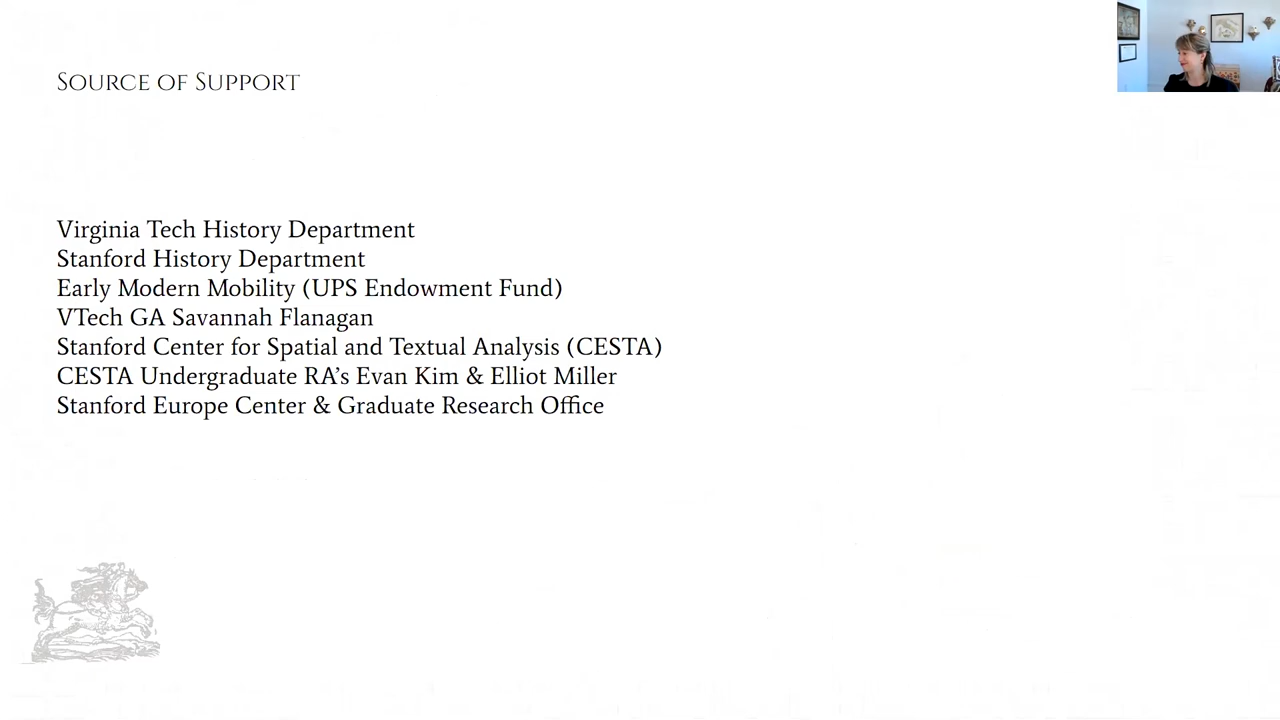 Source of Support
Virginia Tech History Department
Stanford History Department
Early Modern Mobility (UPS Endowment Fund)
VTech GA Savannah Flanagan
Stanford Center for Spatial and Textual Analysis (CESTA)
CESTA Undergraduate RA’s Evan Kim & Elliot Miller
Stanford Europe Center & Graduate Research Office